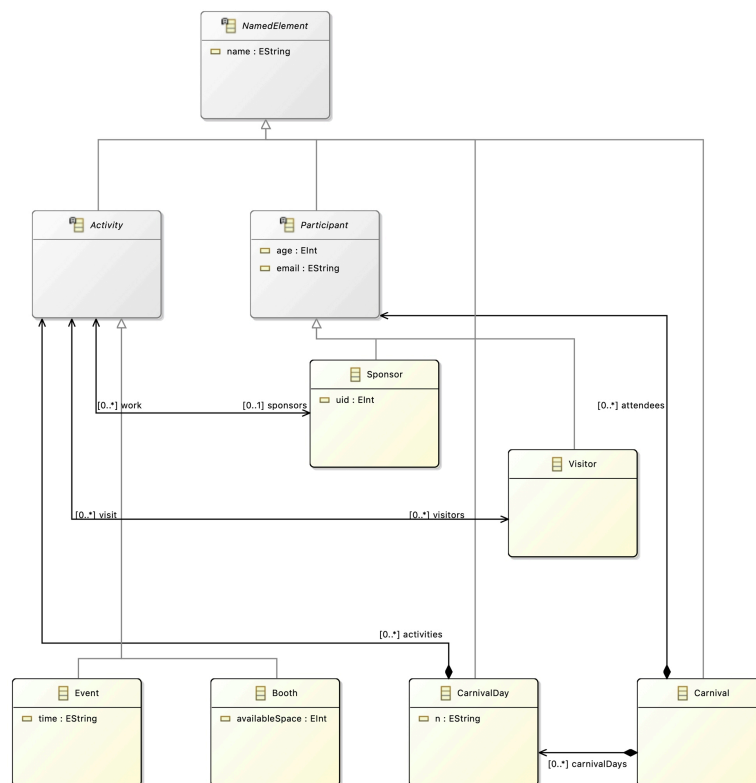 NamedElement
name : EString
Activity
Participant
age : EInt
email : EString
Sponsor
uid : EInt
[0..*] work
[0..1] sponsors
[0..*] attendees
Visitor
[0..*] visit
[0..*] visitors
[0..*] activities
Event
time : EString
Booth
availableSpace : EInt
CarnivalDay
n : EString
Carnival
[0..*] carnivalDays